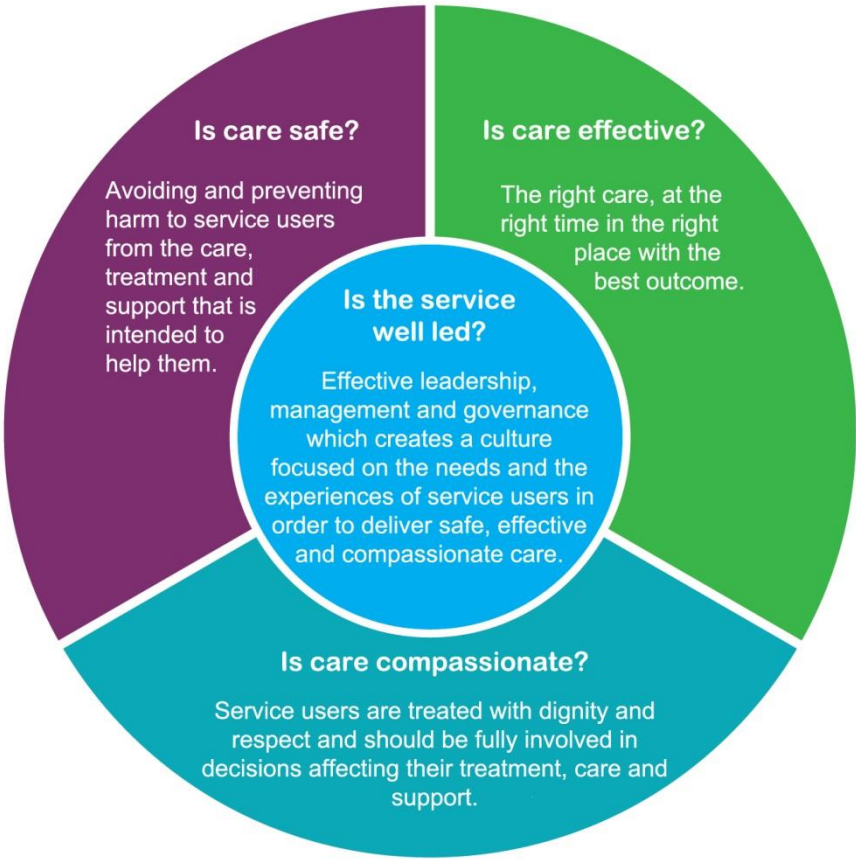 Is care safe?
Avoiding and preventing
harm to service users
from the care,
treatment and
support that is
intended to
help them.
Is care effective?
The right care, at the
right time in the right
place with the
best outcome.
Is the service
well led?
Effective leadership,
management and governance
which creates a culture
focused on the needs and the
experiences of service users in
order to deliver safe, effective
and compassionate care.
Is care compassionate?
Service users are treated with dignity and
respect and should be fully involved in
decisions affecting their treatment, care and
support.